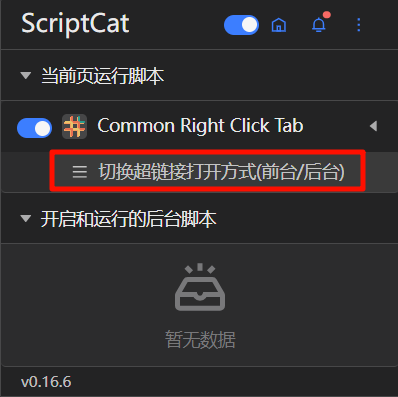 ScriptCat
当前页运行脚本
Common Right Click Tab
切换超链接打开方式(前台/后台)
开启和运行的后台脚本
暂无数据
v0.16.6